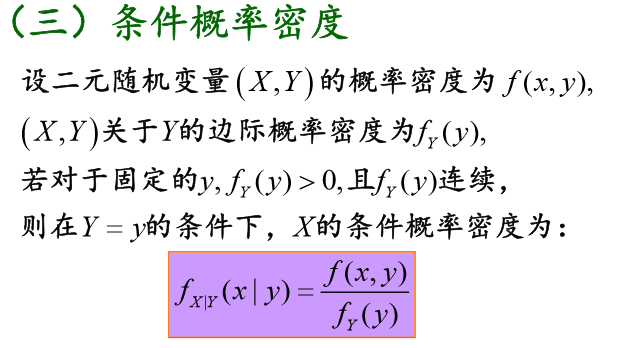 （三）条件概率密度
设二元随机变量(X,Y)的概率密度为 f(x,y),
(X,Y)关于Y的边际概率密度为f_Y(y),
若对于固定的y, f_Y(y) > 0,且f_Y(y)连续，
则在Y = y的条件下，X的条件概率密度为：
f_{X|Y}(x | y) = \frac{f(x,y)}{f_Y(y)}